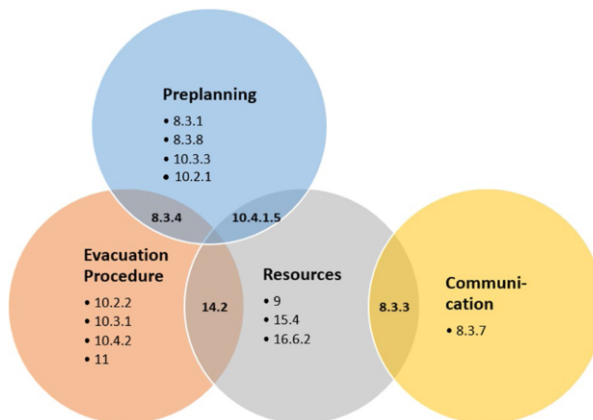 Preplanning
• 8.3.1
• 8.3.8
• 10.3.3
• 10.2.1
8.3.4
10.4.1.5
Evacuation
Procedure
• 10.2.2
• 10.3.1
• 10.4.2
• 11
14.2
Resources
• 9
• 15.4
• 16.6.2
8.3.3
Communi-
cation
• 8.3.7